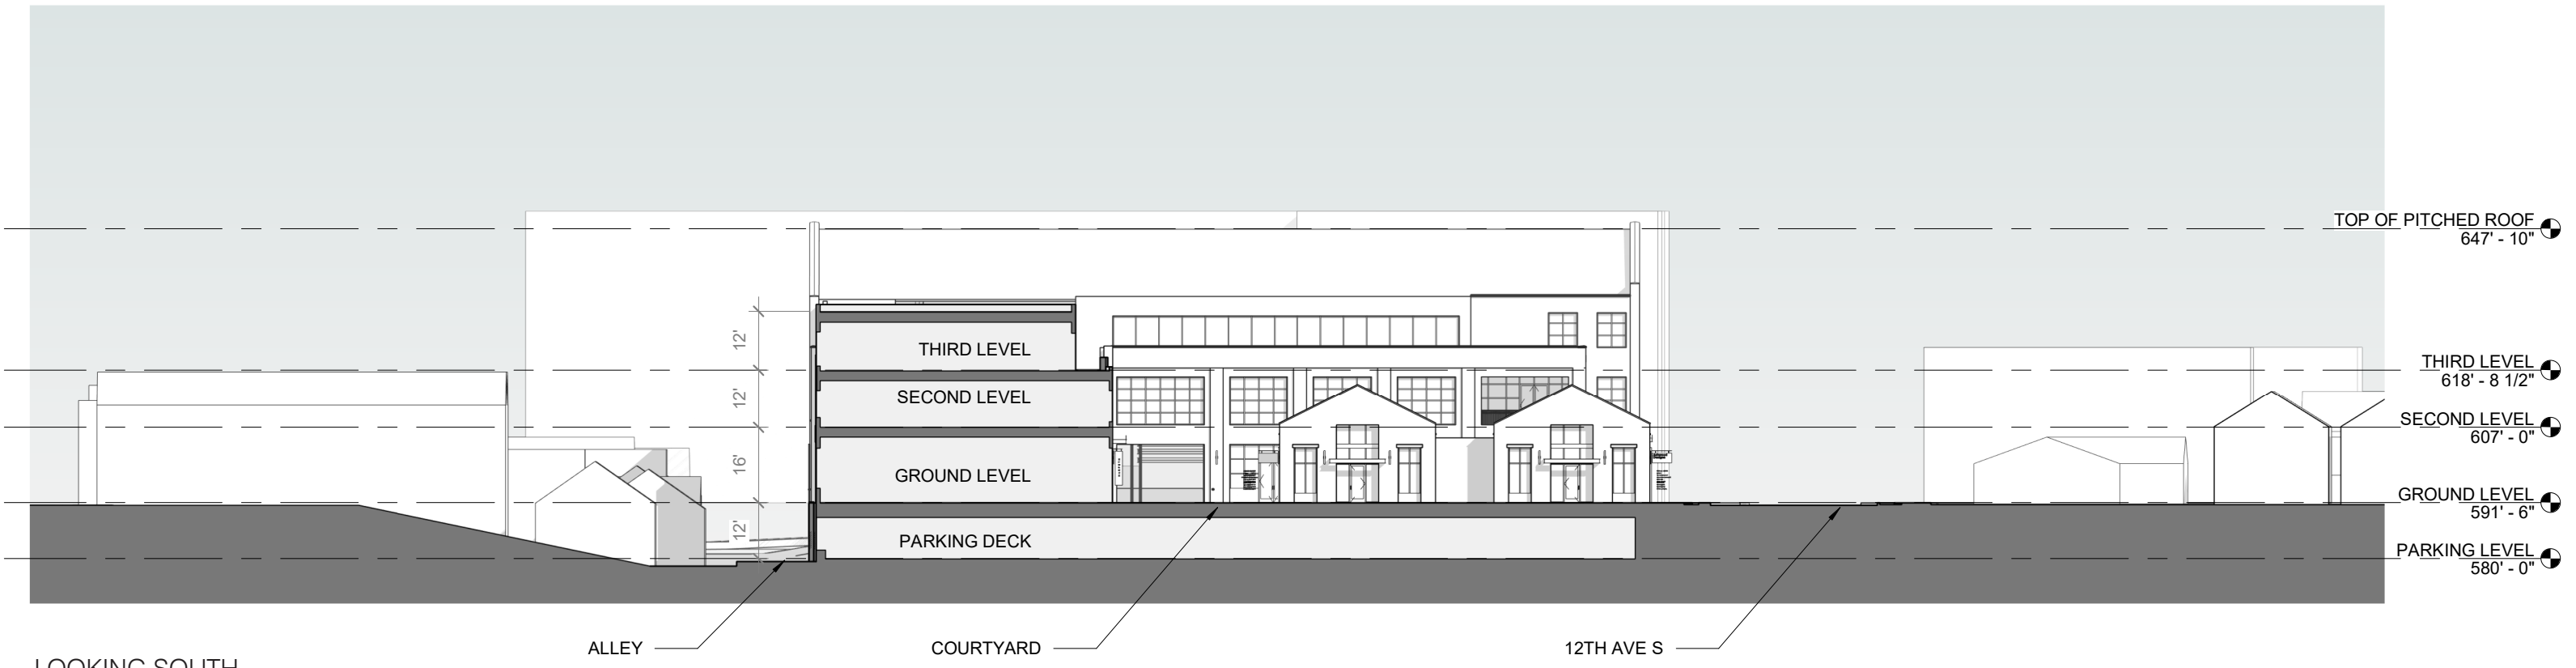 TOP OF PITCHED ROOF
647' - 10"
12'
THIRD LEVEL
THIRD LEVEL
618' - 8 1/2"
12'
SECOND LEVEL
SECOND LEVEL
607' - 0"
16'
GROUND LEVEL
GROUND LEVEL
591' - 6"
12'
PARKING DECK
PARKING LEVEL
580' - 0"
ALLEY
COURTYARD
12TH AVE S
LOOKING SOUTH